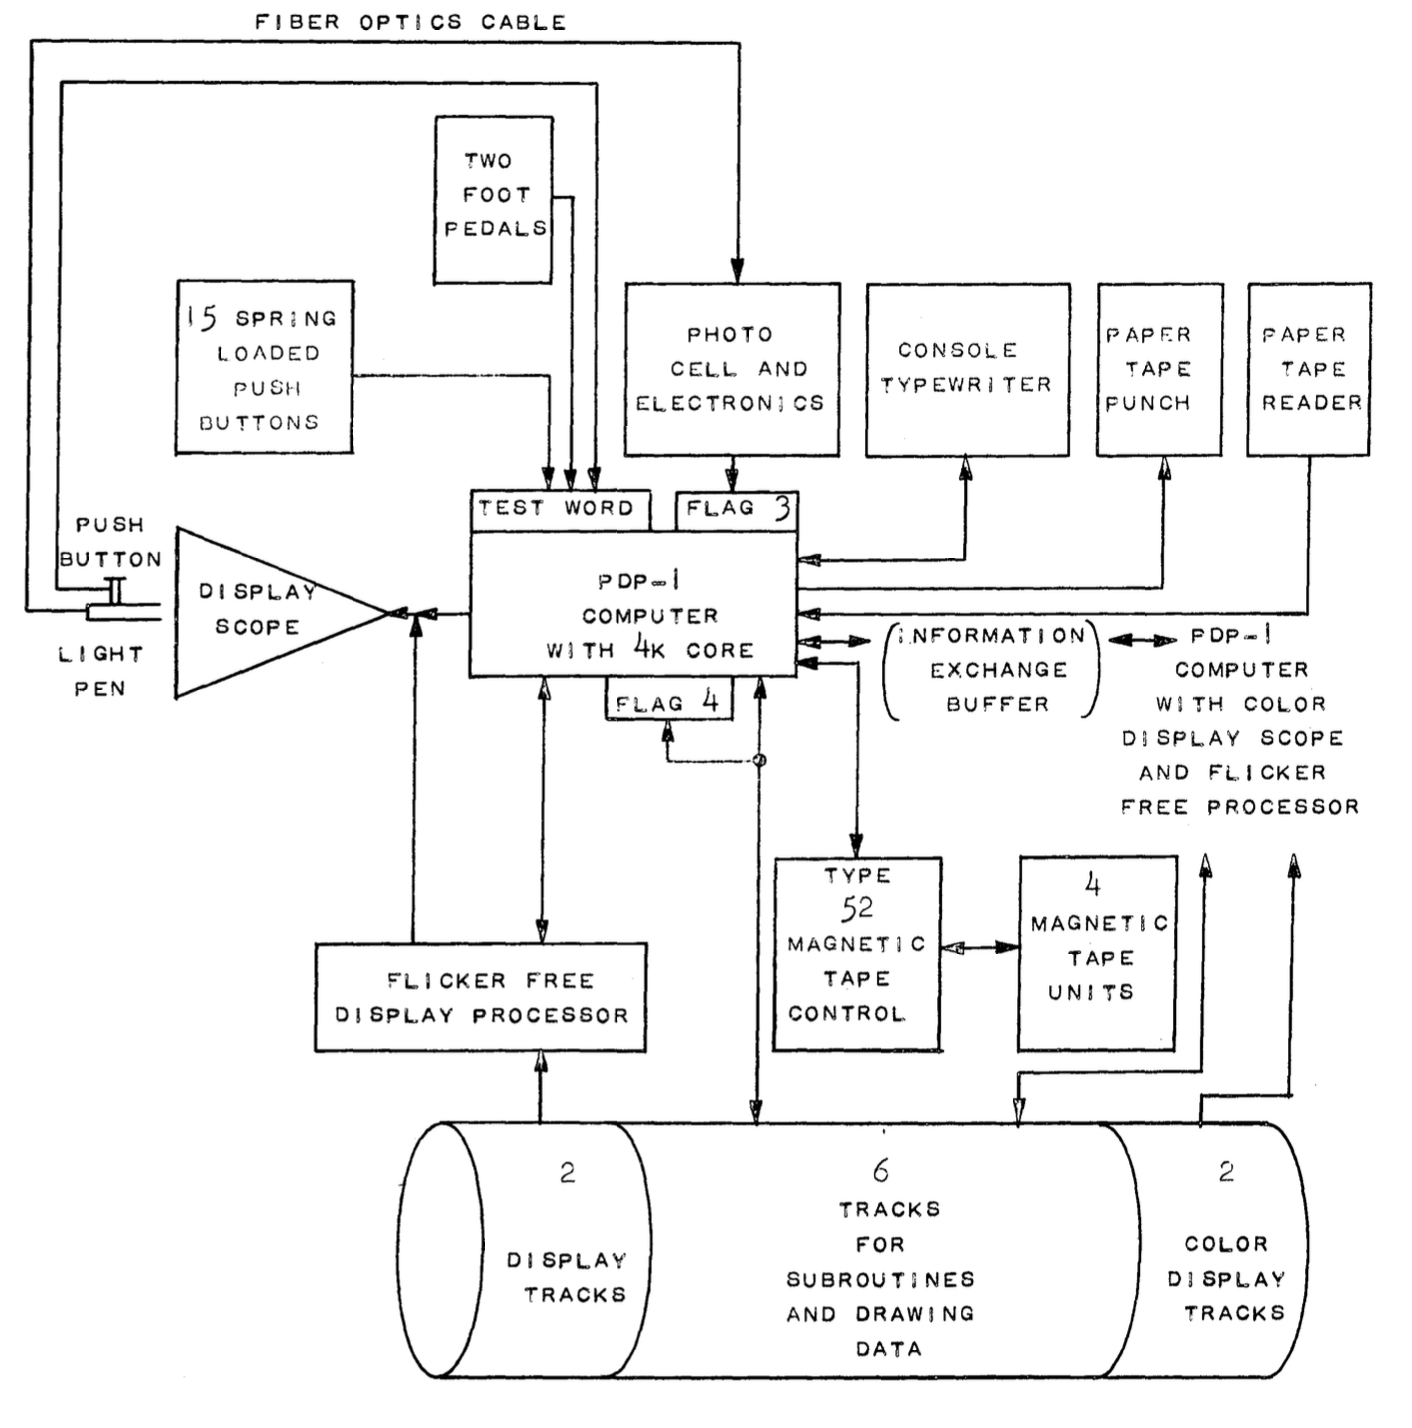 FIBER OPTICS CABLE
TWO
FOOT
PEDALS
15 SPRING
LOADED
PUSH
BUTTONS
PHOTO
CELL AND
ELECTRONICS
CONSOLE
TYPEWRITER
PAPER
TAPE
PUNCH
PAPER
TAPE
READER
TEST WORD
FLAG 3
PUSH
BUTTON
LIGHT
PEN
DISPLAY
SCOPE
PDP-1
COMPUTER
WITH 4K CORE
FLAG 4
(INFORMATION
EXCHANGE
BUFFER)
PDP-1
COMPUTER
WITH COLOR
DISPLAY SCOPE
AND FLICKER
FREE PROCESSOR
TYPE
52
MAGNETIC
TAPE
CONTROL
4
MAGNETIC
TAPE
UNITS
FLICKER FREE
DISPLAY PROCESSOR
2
DISPLAY
TRACKS
6
TRACKS
FOR
SUBROUTINES
AND DRAWING
DATA
2
COLOR
DISPLAY
TRACKS